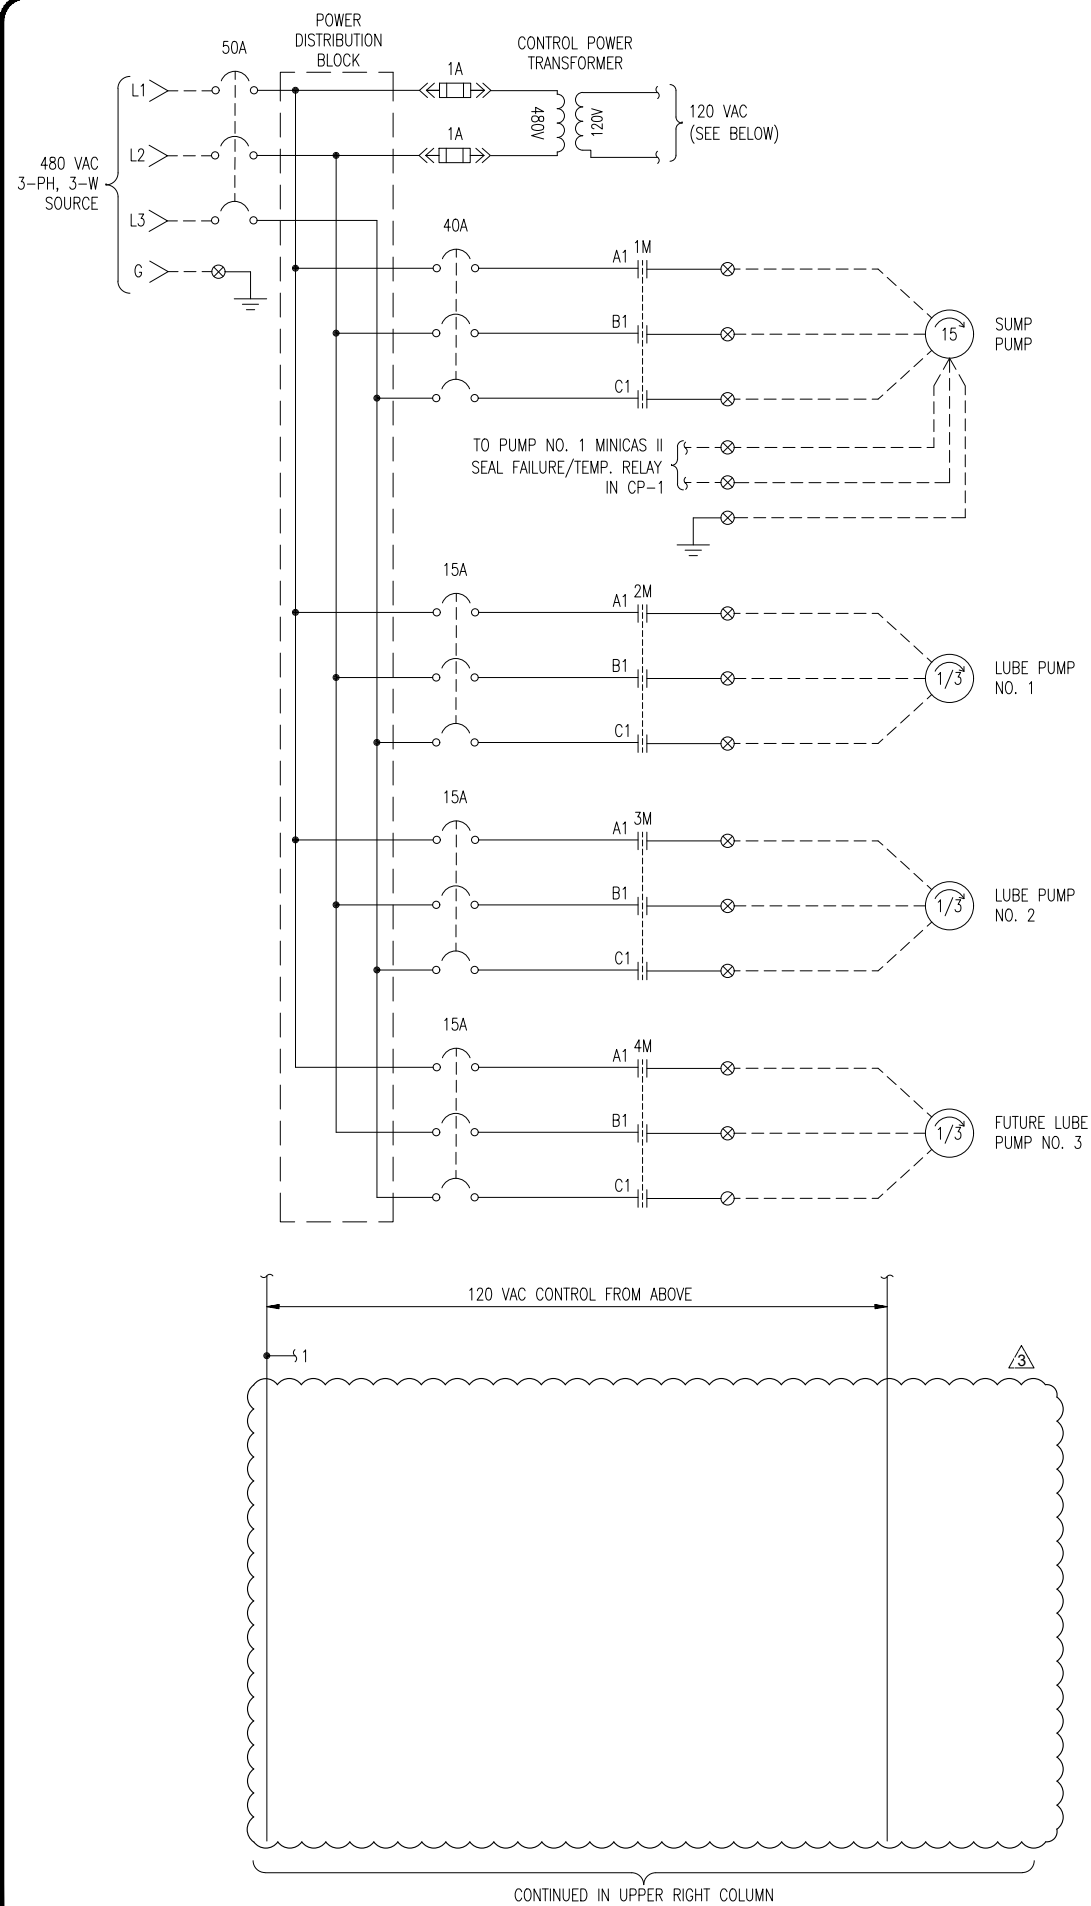 POWER
DISTRIBUTION
BLOCK
50A
CONTROL POWER
TRANSFORMER
1A
L1
480V
120V
120 VAC
(SEE BELOW)
1A
L2
480 VAC
3-PH, 3-W
SOURCE
L3
G
40A
A1
1M
B1
C1
15
SUMP
PUMP
TO PUMP NO. 1 MINICAS II
SEAL FAILURE/TEMP. RELAY
IN CP-1
15A
A1
2M
B1
C1
1/3
LUBE PUMP
NO. 1
15A
A1
3M
B1
C1
1/3
LUBE PUMP
NO. 2
15A
A1
4M
B1
C1
1/3
FUTURE LUBE
PUMP NO. 3
120 VAC CONTROL FROM ABOVE
1
3
CONTINUED IN UPPER RIGHT COLUMN